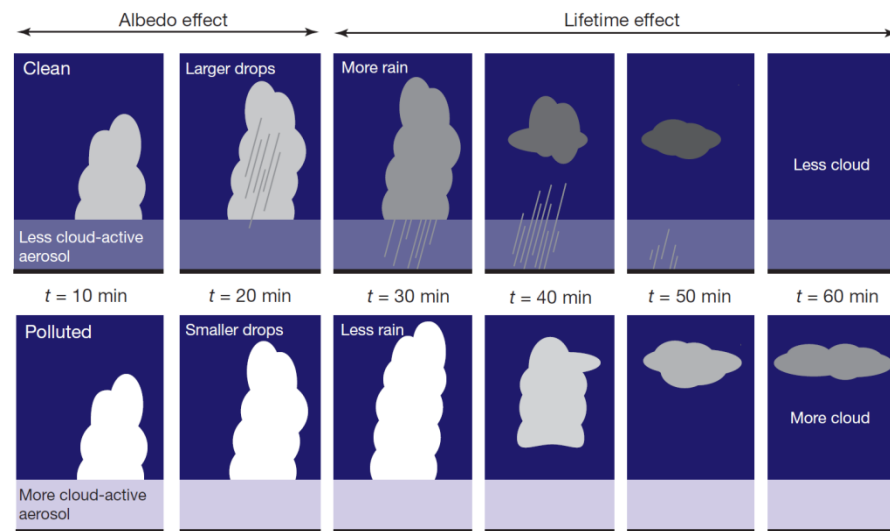 Albedo effect
Lifetime effect
Clean
Larger drops
More rain
Less cloud
Less cloud-active
aerosol
t = 10 min
t = 20 min
t = 30 min
t = 40 min
t = 50 min
t = 60 min
Polluted
Smaller drops
Less rain
More cloud
More cloud-active
aerosol